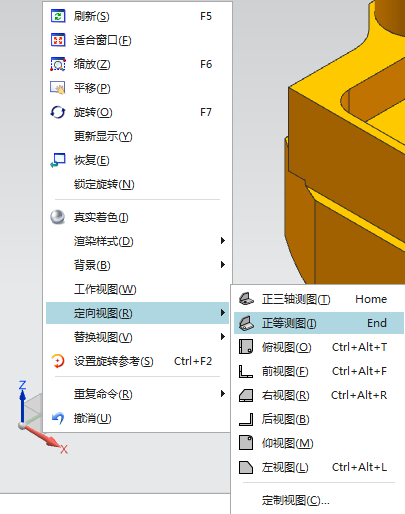 刷新(S) F5
适合窗口(F)
缩放(Z) F6
平移(P)
旋转(O) F7
更新显示(Y)
恢复(E)
锁定旋转(N)
真实着色(I)
渲染样式(D)
背景(B)
工作视图(W)
定向视图(R)
替换视图(V)
设置旋转参考(S) Ctrl+F2
重复命令(R)
撤消(U)
正三轴测图(T) Home
正等测图(I) End
俯视图(O) Ctrl+Alt+T
前视图(F) Ctrl+Alt+F
右视图(R) Ctrl+Alt+R
后视图(B)
仰视图(M)
左视图(L) Ctrl+Alt+L
定制视图(C)...
Z
X